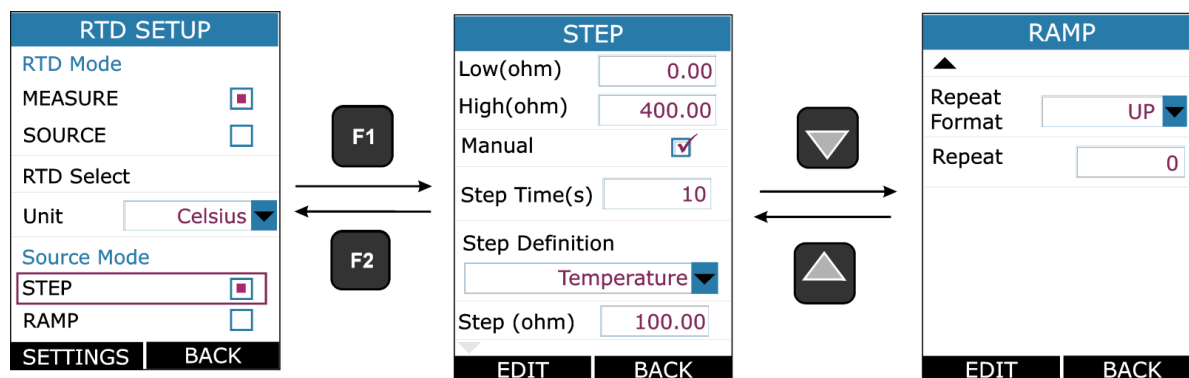 RTD SETUP
RTD Mode
MEASURE
SOURCE
RTD Select
Unit Celsius
Source Mode
STEP
RAMP
SETTINGS BACK
F1
F2
STEP
Low(ohm) 0.00
High(ohm) 400.00
Manual
Step Time(s) 10
Step Definition
Temperature
Step (ohm) 100.00
EDIT BACK
RAMP
Repeat
Format UP
Repeat 0
EDIT BACK